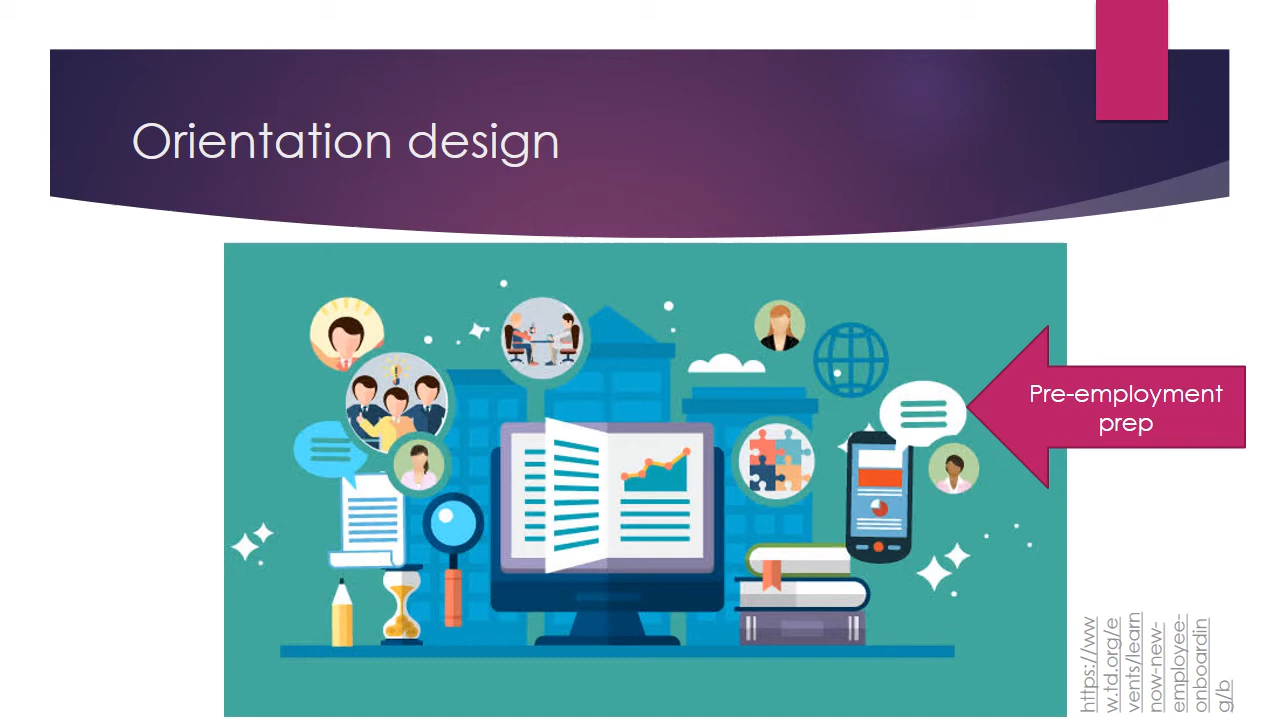 Orientation design
Pre-employment
prep
https://ww
w.td.org/e
vents/learn
now-new-
employee-
onboardin
g/b